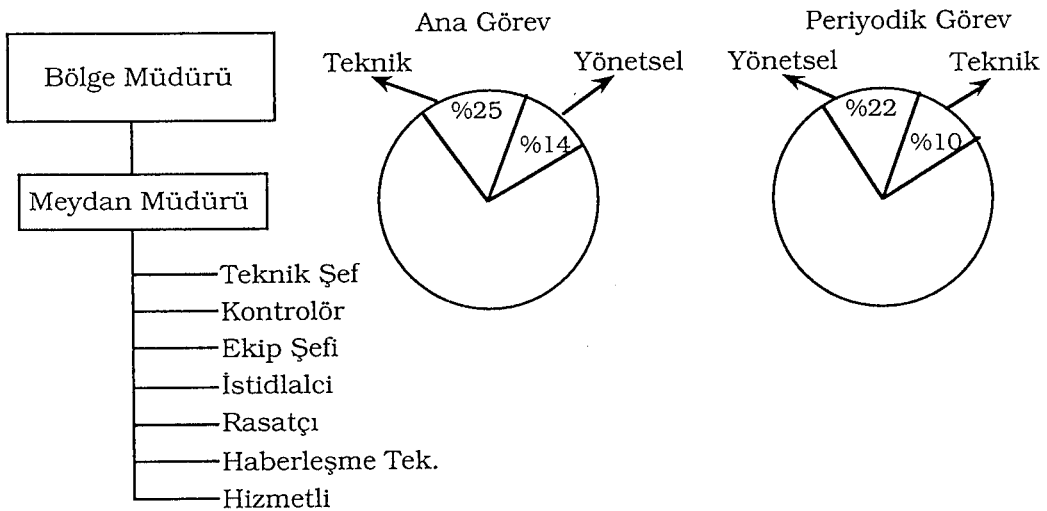 Bölge Müdürü
Meydan Müdürü
Teknik Şef
Kontrolör
Ekip Şefi
İstidlalci
Rasatçı
Haberleşme Tek.
Hizmetli
Ana Görev
Teknik
Yönetsel
%25
%14
Periyodik Görev
Yönetsel
Teknik
%22
%10